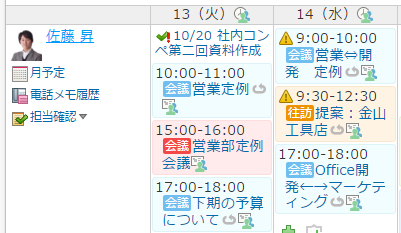 13（火）
14（水）
佐藤 昇
月予定
電話メモ履歴
担当確認
10/20 社内コン
ペ第二回資料作成
10:00-11:00
会議 営業定例
15:00-16:00
会議 営業部定例
会議
17:00-18:00
会議 下期の予算
について
9:00-10:00
会議 営業⇔開
発　定例
9:30-12:30
往訪 提案：金山
工具店
17:00-18:00
会議 Office開
発←→マーケテ
ィング